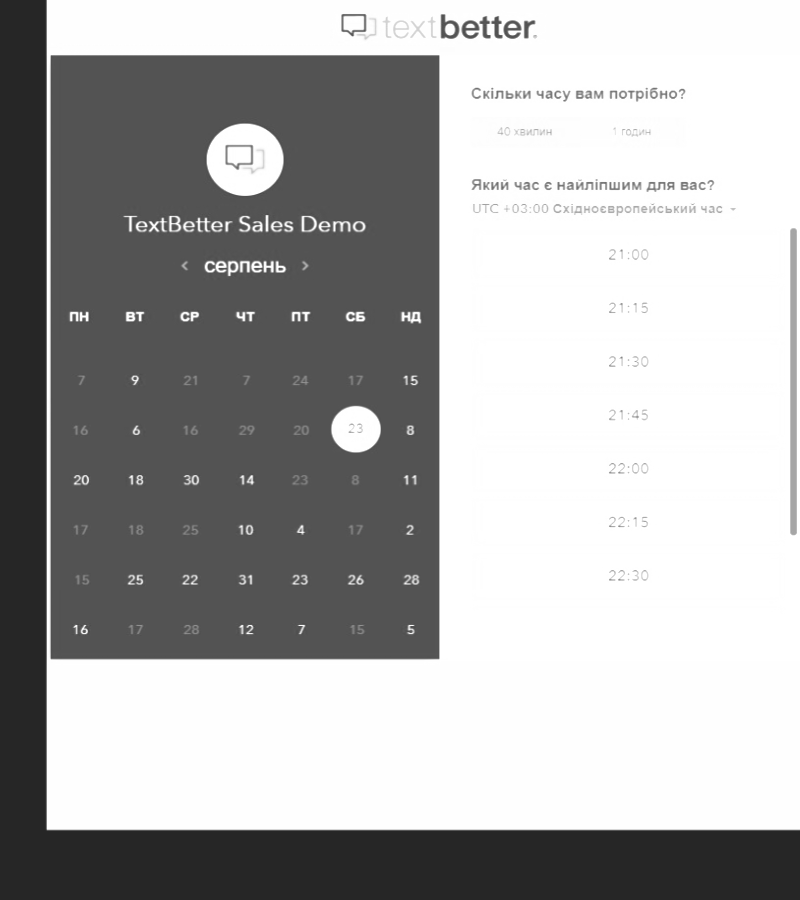 textbetter.
TextBetter Sales Demo
‹ серпень ›
ПН ВТ СР ЧТ ПТ СБ НД
7 9 21 7 24 17 15
16 6 16 29 20 23 8
20 18 30 14 23 8 11
17 18 25 10 4 17 2
15 25 22 31 23 26 28
16 17 28 12 7 15 5
Скільки часу вам потрібно?
40 хвилин 1 годин
Який час є найліпшим для вас?
UTC +03:00 Східноєвропейський час
21:00
21:15
21:30
21:45
22:00
22:15
22:30